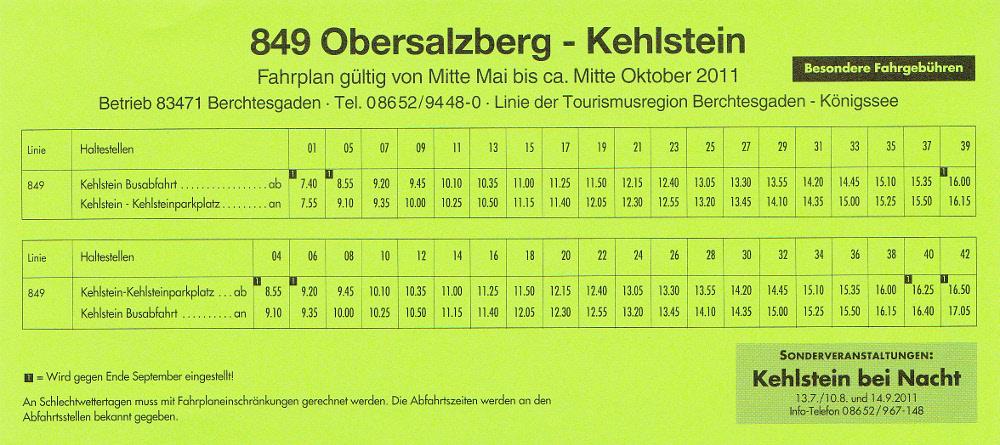 849 Obersalzberg - Kehlstein
Fahrplan gültig von Mitte Mai bis ca. Mitte Oktober 2011
Besondere Fahrgebühren
Betrieb 83471 Berchtesgaden · Tel. 08652/9448-0 · Linie der Tourismusregion Berchtesgaden - Königssee
Linie Haltestellen 01 05 07 09 11 13 15 17 19 21 23 25 27 29 31 33 35 37 39
849 Kehlstein Busabfahrt ................. ab 1 7.40 1 8.55 9.20 9.45 10.10 10.35 11.00 11.25 11.50 12.15 12.40 13.05 13.30 13.55 14.20 14.45 15.10 15.35 1 16.00
Kehlstein - Kehlsteinparkplatz ......... an 7.55 9.10 9.35 10.00 10.25 10.50 11.15 11.40 12.05 12.30 12.55 13.20 13.45 14.10 14.35 15.00 15.25 15.50 16.15
Linie Haltestellen 04 06 08 10 12 14 16 18 20 22 24 26 28 30 32 34 36 38 40 42
849 Kehlstein-Kehlsteinparkplatz ... ab 1 8.55 1 9.20 9.45 10.10 10.35 11.00 11.25 11.50 12.15 12.40 13.05 13.30 13.55 14.20 14.45 15.10 15.35 16.00 1 16.25 1 16.50
Kehlstein Busabfahrt .......... an 9.10 9.35 10.00 10.25 10.50 11.15 11.40 12.05 12.30 12.55 13.20 13.45 14.10 14.35 15.00 15.25 15.50 16.15 16.40 17.05
1 = Wird gegen Ende September eingestellt!
An Schlechtwettertagen muss mit Fahrplaneinschränkungen gerechnet werden. Die Abfahrtszeiten werden an den
Abfahrtsstellen bekannt gegeben.
SONDERVERANSTALTUNGEN:
Kehlstein bei Nacht
13.7./10.8. und 14.9.2011
Info-Telefon 08652/967-148